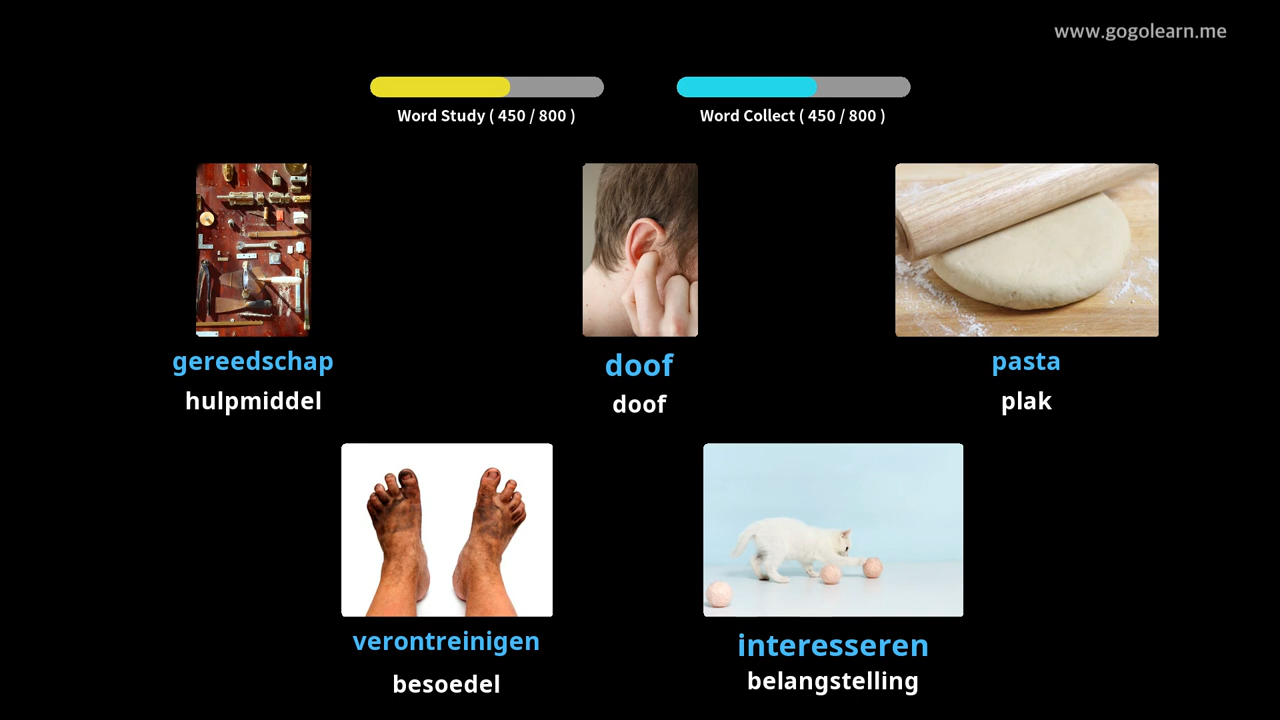 www.gogolearn.me
Word Study ( 450 / 800 )
Word Collect ( 450 / 800 )
gereedschap
hulpmiddel
doof
doof
pasta
plak
verontreinigen
besoedel
interesseren
belangstelling